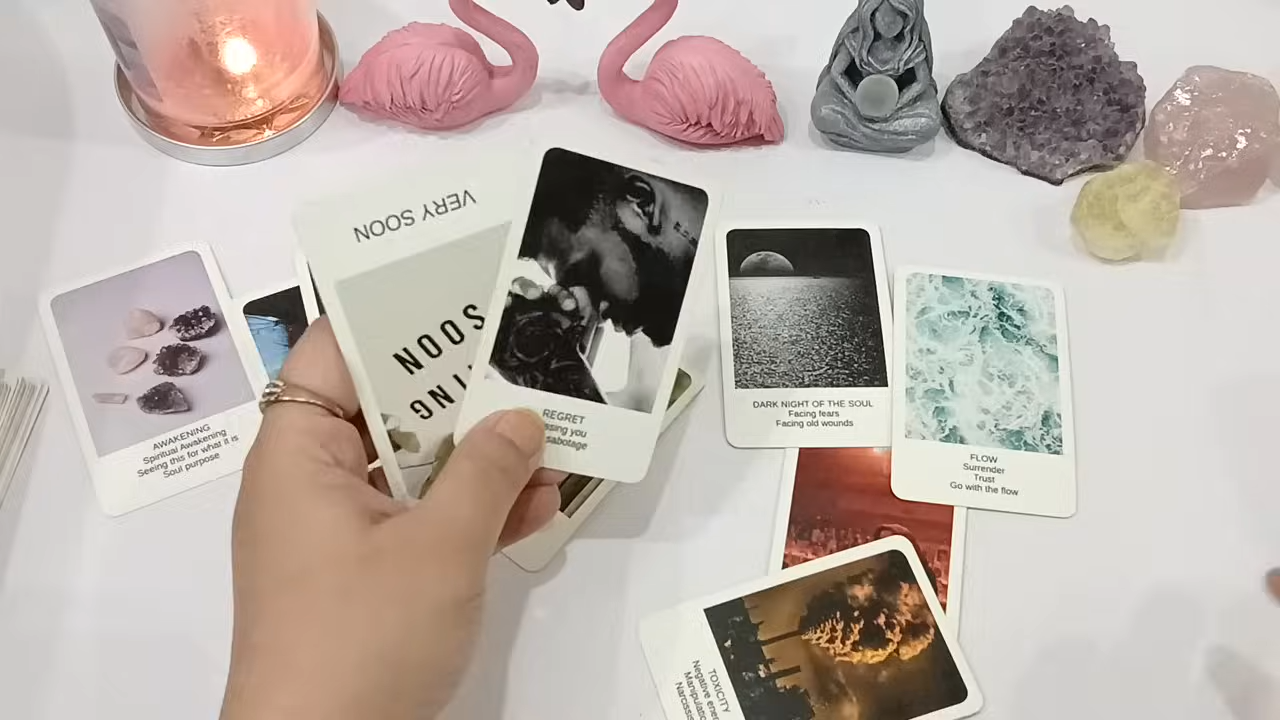 VERY SOON
SOON
REGRET
AWAKENING
Spiritual Awakening
Seeing this for what it is
Soul purpose
DARK NIGHT OF THE SOUL
Facing fears
Facing old wounds
FLOW
Surrender
Trust
Go with the flow
TOXICITY
Negative